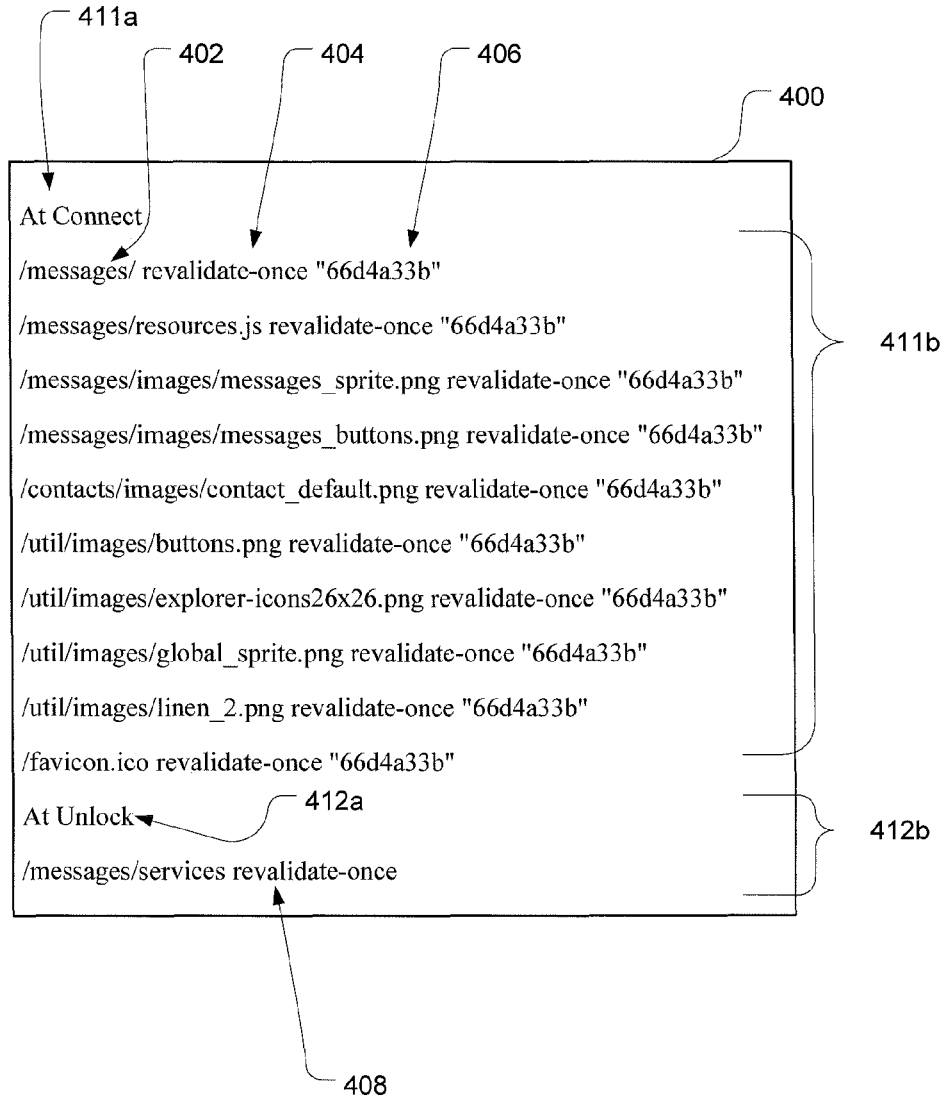 411a
402
404
406
400
At Connect
/messages/ revalidate-once "66d4a33b"
/messages/resources.js revalidate-once "66d4a33b"
411b
/messages/images/messages_sprite.png revalidate-once "66d4a33b"
/messages/images/messages_buttons.png revalidate-once "66d4a33b"
/contacts/images/contact_default.png revalidate-once "66d4a33b"
/util/images/buttons.png revalidate-once "66d4a33b"
/util/images/explorer-icons26x26.png revalidate-once "66d4a33b"
/util/images/global_sprite.png revalidate-once "66d4a33b"
/util/images/linen_2.png revalidate-once "66d4a33b"
/favicon.ico revalidate-once "66d4a33b"
412a
At Unlock
412b
/messages/services revalidate-once
408